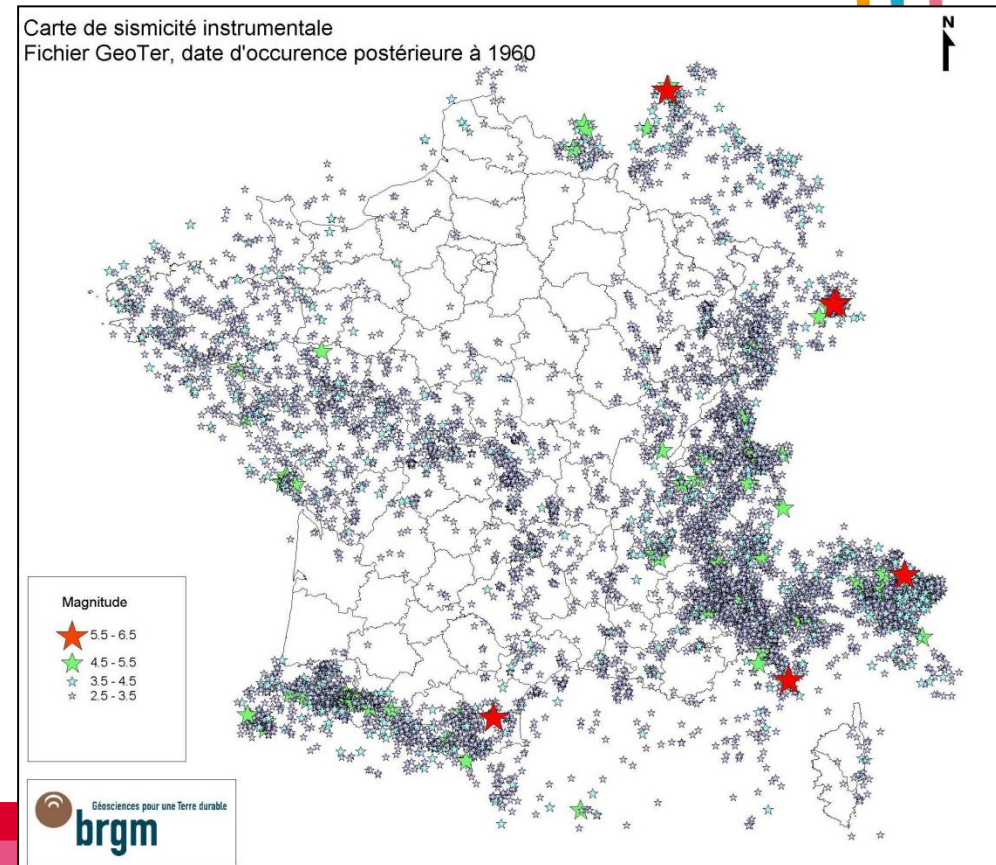 Carte de sismicité instrumentale
Fichier GeoTer, date d'occurence postérieure à 1960
N
Magnitude
5.5 - 6.5
4.5 - 5.5
3.5 - 4.5
2.5 - 3.5
Géosciences pour une Terre durable
brgm